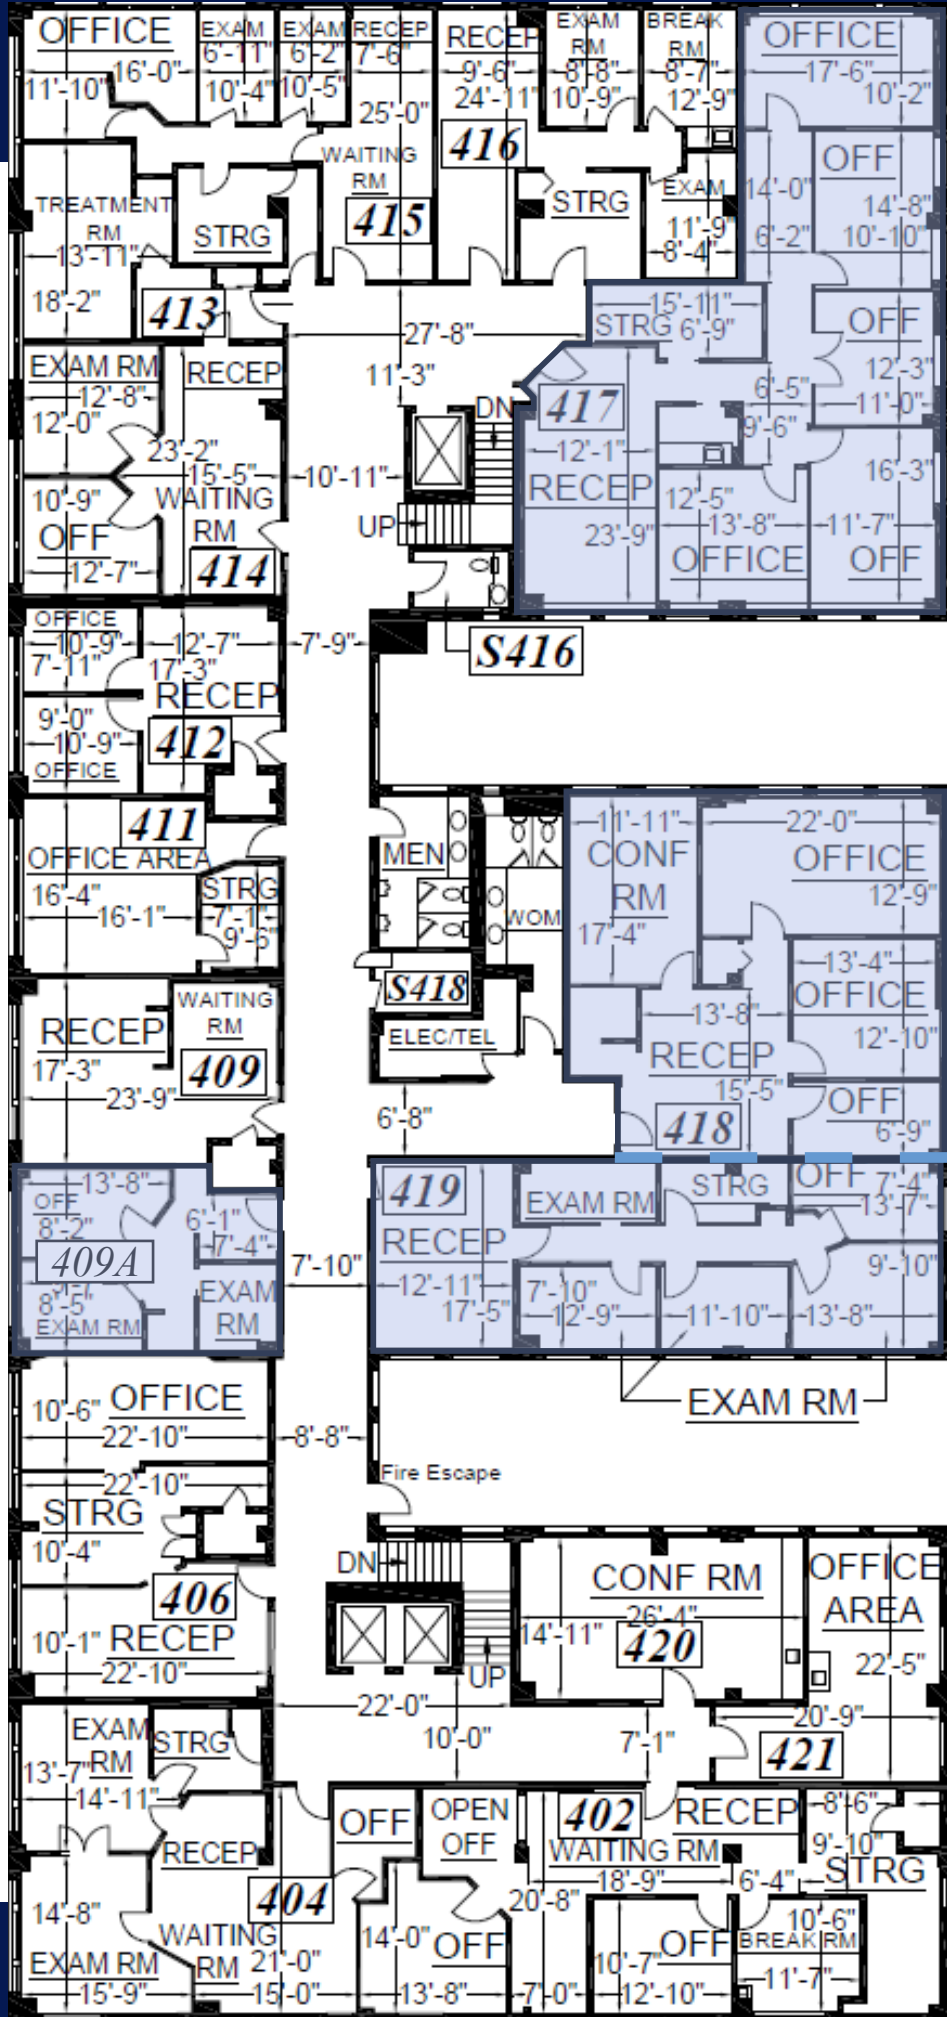 OFFICE
16'-0"
11'-10"
EXAM
6'-11"
10'-4"
EXAM
6'-2"
10'-5"
RECEP
7'-6"
25'-0"
WAITING
RM
415
RECEP
9'-6"
24'-11"
416
EXAM
RM
8'-8"
10'-9"
BREAK
RM
8'-7"
12'-9"
OFFICE
17'-6"
10'-2"
OFF
14'-8"
10'-10"
14'-0"
6'-2"
TREATMENT
RM
13'-11"
18'-2"
STRG
413
STRG
EXAM
11'-9"
8'-4"
27'-8"
11'-3"
15'-11"
STRG
6'-9"
OFF
12'-3"
11'-0"
EXAM RM
12'-8"
12'-0"
RECEP
23'-2"
15'-5"
WAITING
RM
414
10'-9"
OFF
12'-7"
10'-11"
DN
UP
417
12'-1"
RECEP
23'-9"
6'-5"
9'-6"
12'-5"
13'-8"
OFFICE
16'-3"
11'-7"
OFF
OFFICE
10'-9"
7'-11"
12'-7"
17'-3"
RECEP
412
9'-0"
10'-9"
OFFICE
7'-9"
S416
411
OFFICE AREA
16'-4"
16'-1"
STRG
7'-1"
9'-6"
MEN
WOM
S418
ELEC/TEL
11'-11"
CONF
RM
17'-4"
22'-0"
OFFICE
12'-9"
13'-4"
OFFICE
12'-10"
13'-8"
RECEP
15'-5"
418
OFF
6'-9"
RECEP
17'-3"
23'-9"
WAITING
RM
409
6'-8"
13'-8"
OFF
8'-2"
409A
8'-5"
EXAM RM
6'-1"
7'-4"
EXAM
RM
7'-10"
419
RECEP
12'-11"
17'-5"
EXAM RM
STRG
OFF
7'-4"
13'-7"
9'-10"
7'-10"
12'-9"
11'-10"
13'-8"
EXAM RM
10'-6"
OFFICE
22'-10"
8'-8"
Fire Escape
22'-10"
STRG
10'-4"
406
10'-1"
RECEP
22'-10"
DN
UP
CONF RM
26'-4"
14'-11"
420
OFFICE
AREA
22'-5"
20'-9"
421
22'-0"
10'-0"
7'-1"
EXAM
RM
13'-7"
14'-11"
STRG
RECEP
404
WAITING
RM
21'-0"
15'-0"
14'-8"
EXAM RM
15'-9"
OFF
OPEN
OFF
14'-0"
OFF
13'-8"
402
RECEP
WAITING RM
18'-9"
20'-8"
7'-0"
6'-4"
8'-6"
9'-10"
STRG
10'-7"
OFF
12'-10"
10'-6"
BREAK RM
11'-7"